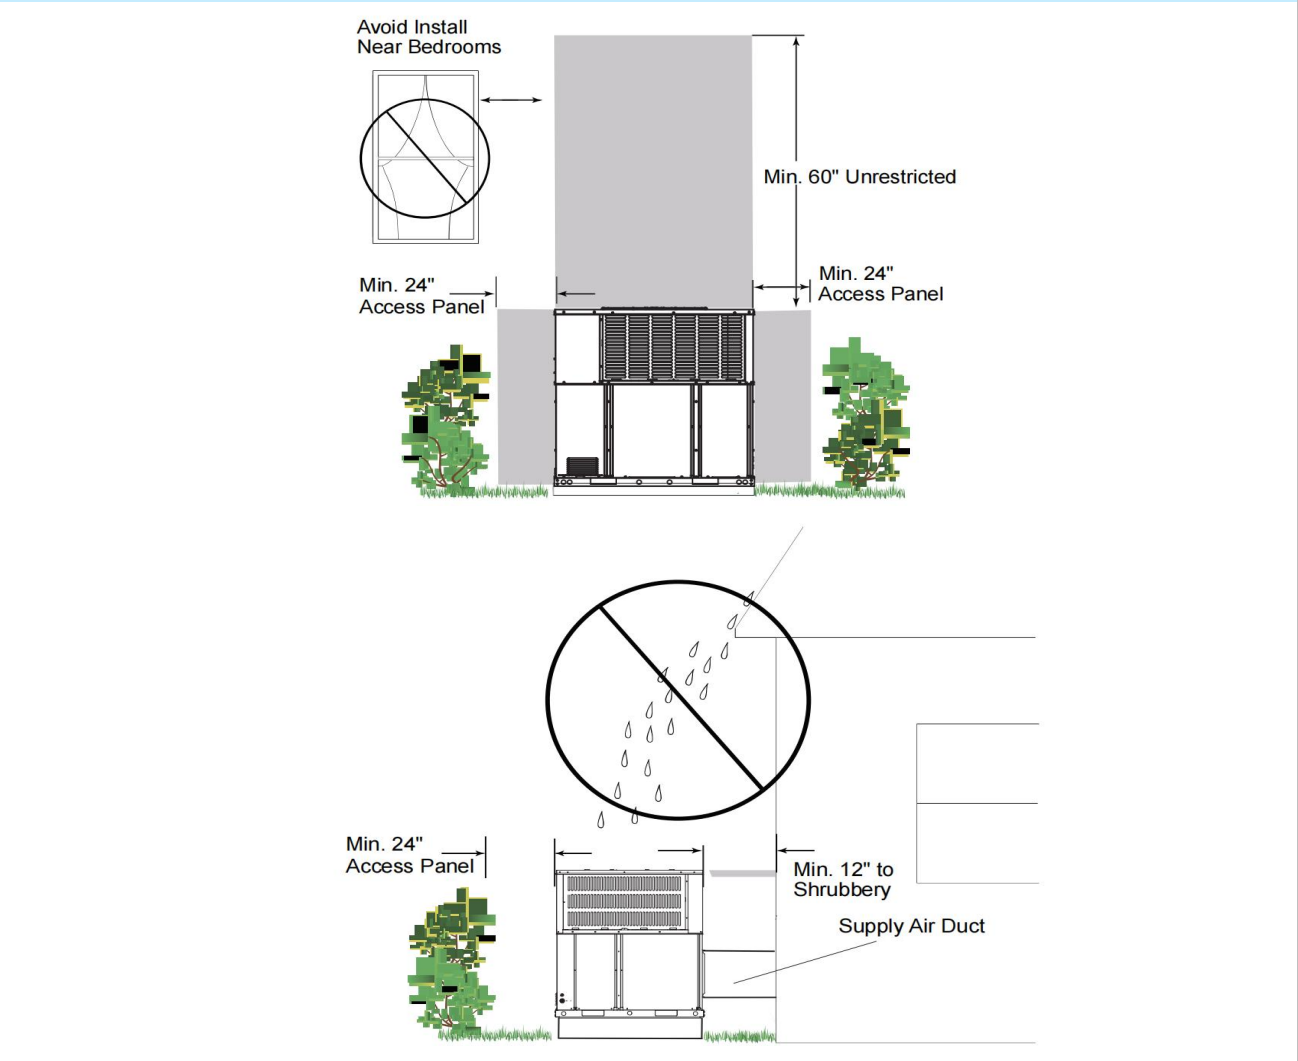 Avoid Install
Near Bedrooms
Min. 60" Unrestricted
Min. 24"
Access Panel
Min. 24"
Access Panel
Min. 24"
Access Panel
Min. 12" to
Shrubbery
Supply Air Duct